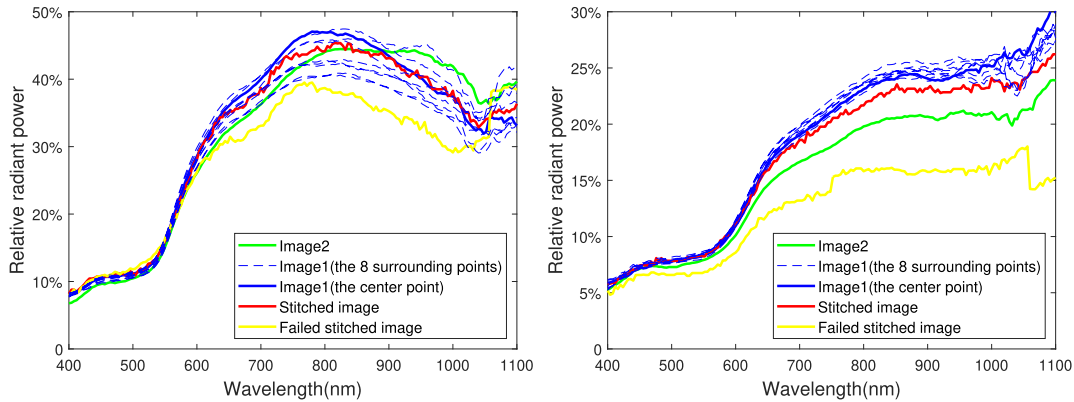 50%
40%
30%
20%
10%
0
Relative radiant power
400 500 600 700 800 900 1000 1100
Wavelength(nm)
Image2
Image1(the 8 surrounding points)
Image1(the center point)
Stitched image
Failed stitched image
30%
25%
20%
15%
10%
5%
0
Relative radiant power
400 500 600 700 800 900 1000 1100
Wavelength(nm)
Image2
Image1(the 8 surrounding points)
Image1(the center point)
Stitched image
Failed stitched image